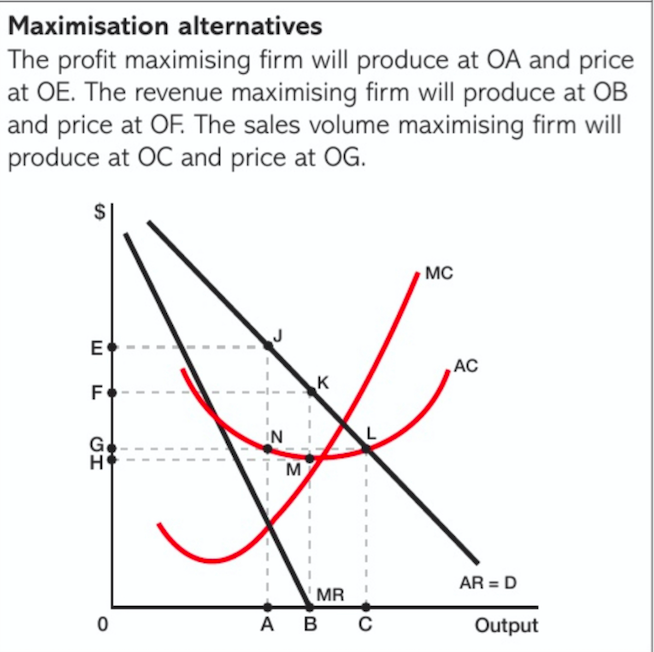 Maximisation alternatives
The profit maximising firm will produce at OA and price
at OE. The revenue maximising firm will produce at OB
and price at OF. The sales volume maximising firm will
produce at OC and price at OG.
$
MC
J
E
AC
K
F
L
N
G
H
M
MR
AR = D
0
A
B
C
Output